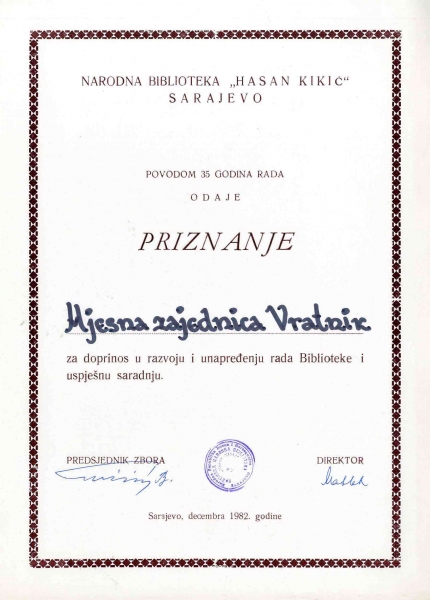 NARODNA BIBLIOTEKA „HASAN KIKIĆ“
SARAJEVO
POVODOM 35 GODINA RADA
ODAJE
PRIZNANJE
Mjesna zajednica Vratnik
za doprinos u razvoju i unapređenju rada Biblioteke i
uspješnu saradnju.
PREDSJEDNIK ZBORA
DIREKTOR
Sarajevo, decembra 1982. godine